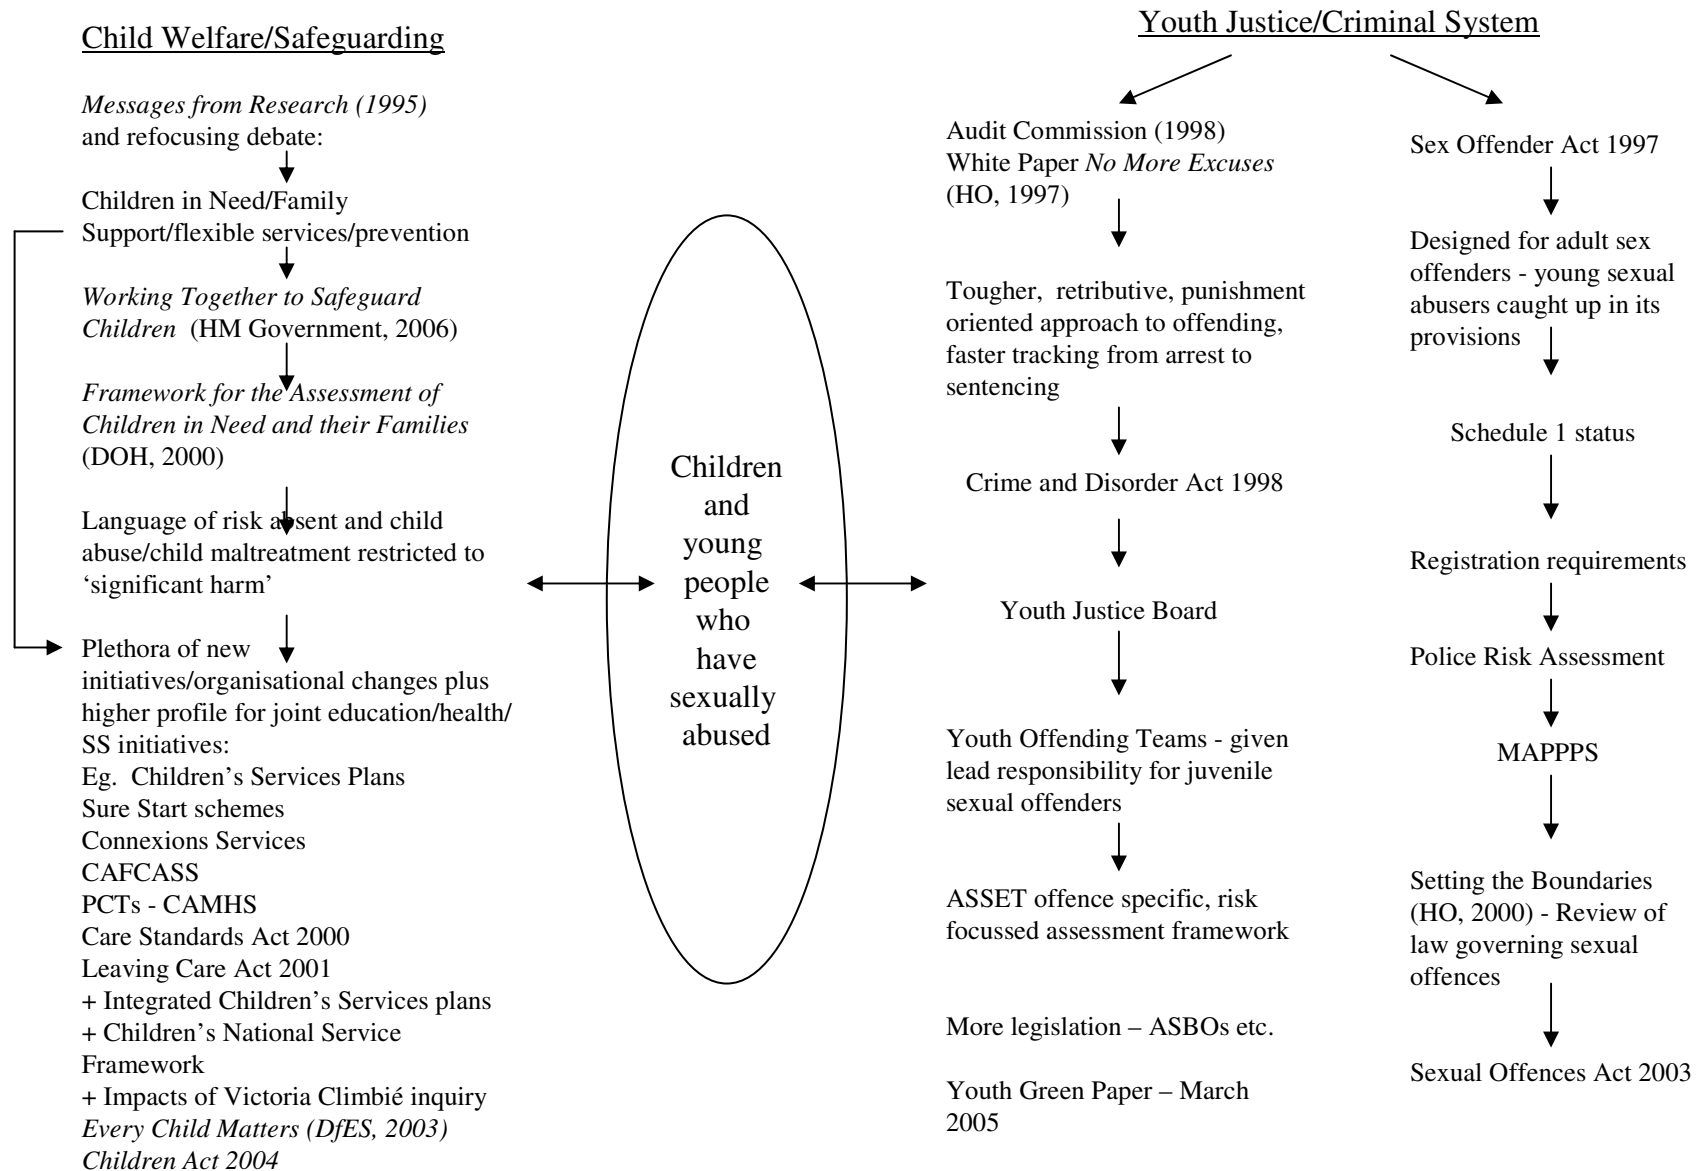 Child Welfare/Safeguarding
Messages from Research (1995)
and refocusing debate:
Children in Need/Family
Support/flexible services/prevention
Working Together to Safeguard
Children (HM Government, 2006)
Framework for the Assessment of
Children in Need and their Families
(DOH, 2000)
Language of risk absent and child
abuse/child maltreatment restricted to
‘significant harm’
Plethora of new
initiatives/organisational changes plus
higher profile for joint education/health/
SS initiatives:
Eg. Children’s Services Plans
Sure Start schemes
Connexions Services
CAFCASS
PCTs - CAMHS
Care Standards Act 2000
Leaving Care Act 2001
+ Integrated Children’s Services plans
+ Children’s National Service
Framework
+ Impacts of Victoria Climbié inquiry
Every Child Matters (DfES, 2003)
Children Act 2004
Children
and
young
people
who
have
sexually
abused
Youth Justice/Criminal System
Audit Commission (1998)
White Paper No More Excuses
(HO, 1997)
Tougher, retributive, punishment
oriented approach to offending,
faster tracking from arrest to
sentencing
Crime and Disorder Act 1998
Youth Justice Board
Youth Offending Teams - given
lead responsibility for juvenile
sexual offenders
ASSET offence specific, risk
focussed assessment framework
More legislation – ASBOs etc.
Youth Green Paper – March
2005
Sex Offender Act 1997
Designed for adult sex
offenders - young sexual
abusers caught up in its
provisions
Schedule 1 status
Registration requirements
Police Risk Assessment
MAPPPS
Setting the Boundaries
(HO, 2000) - Review of
law governing sexual
offences
Sexual Offences Act 2003